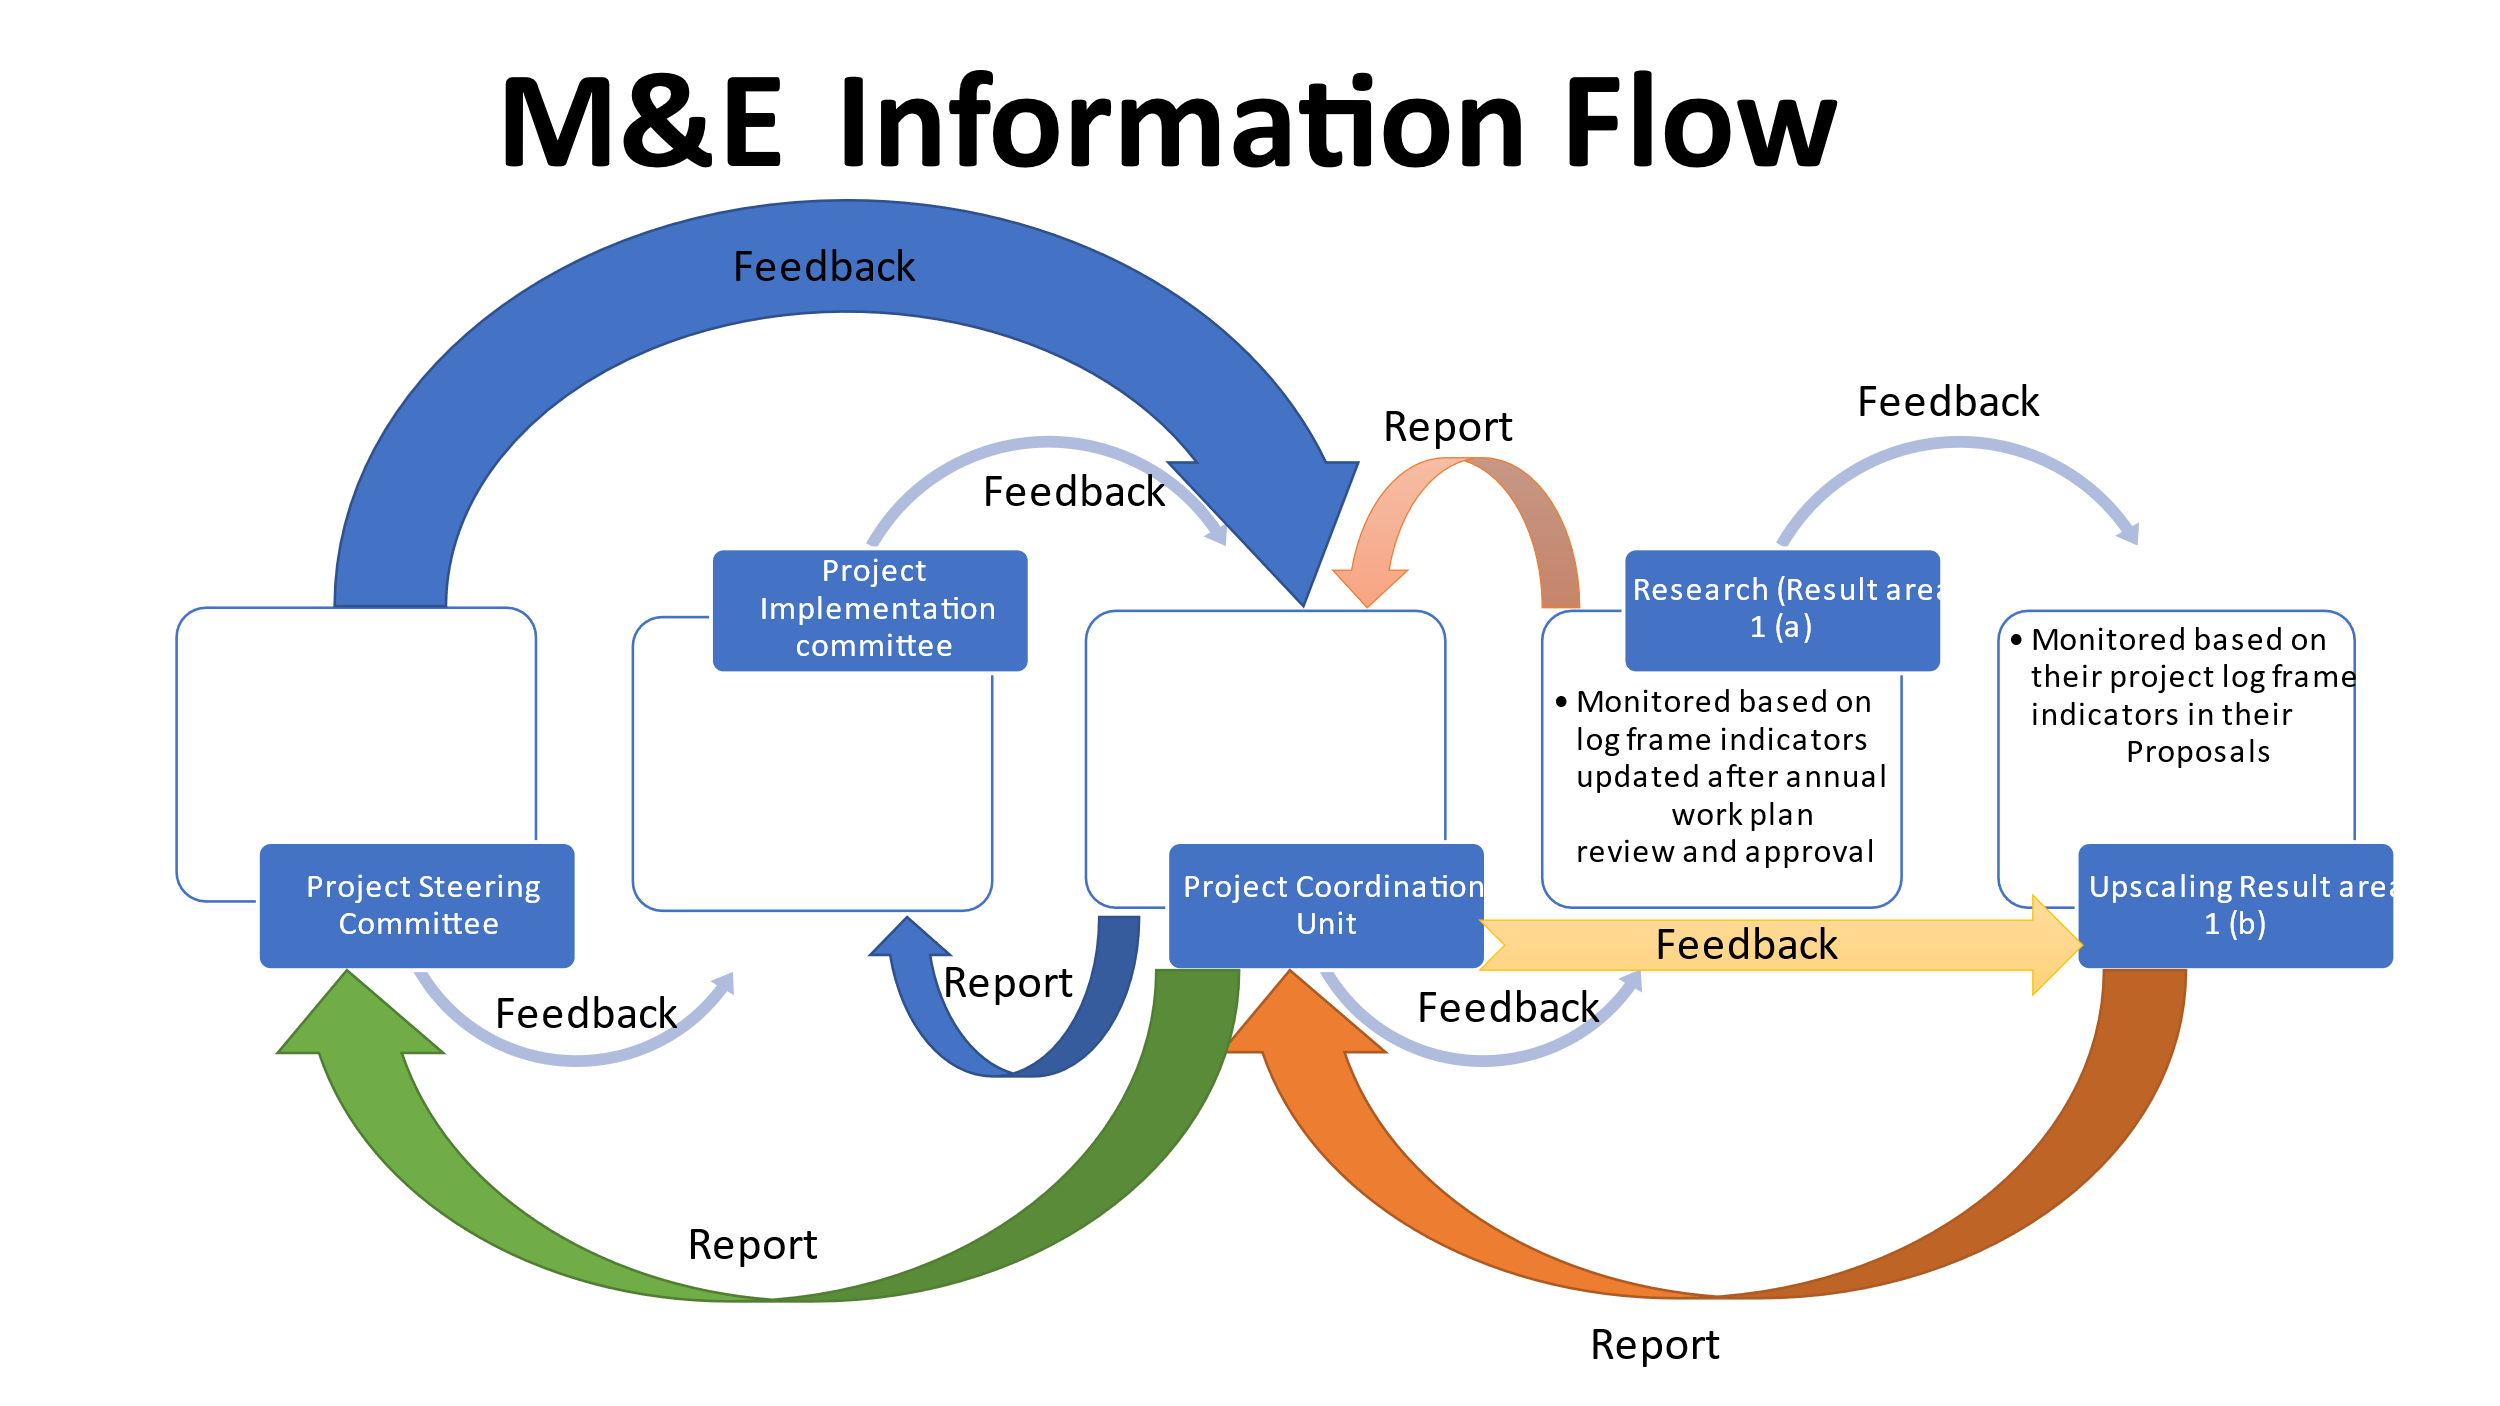 M&E Information Flow
Feedback
Feedback
Report
Feedback
Project
Implementation
committee
Research (Result area
1 (a)
• Monitored based on
log frame indicators
updated after annual
work plan
review and approval
• Monitored based on
their project log frame
indicators in their
Proposals
Project Steering
Committee
Project Coordination
Unit
Upscaling Result area
1 (b)
Feedback
Feedback
Report
Feedback
Report
Report